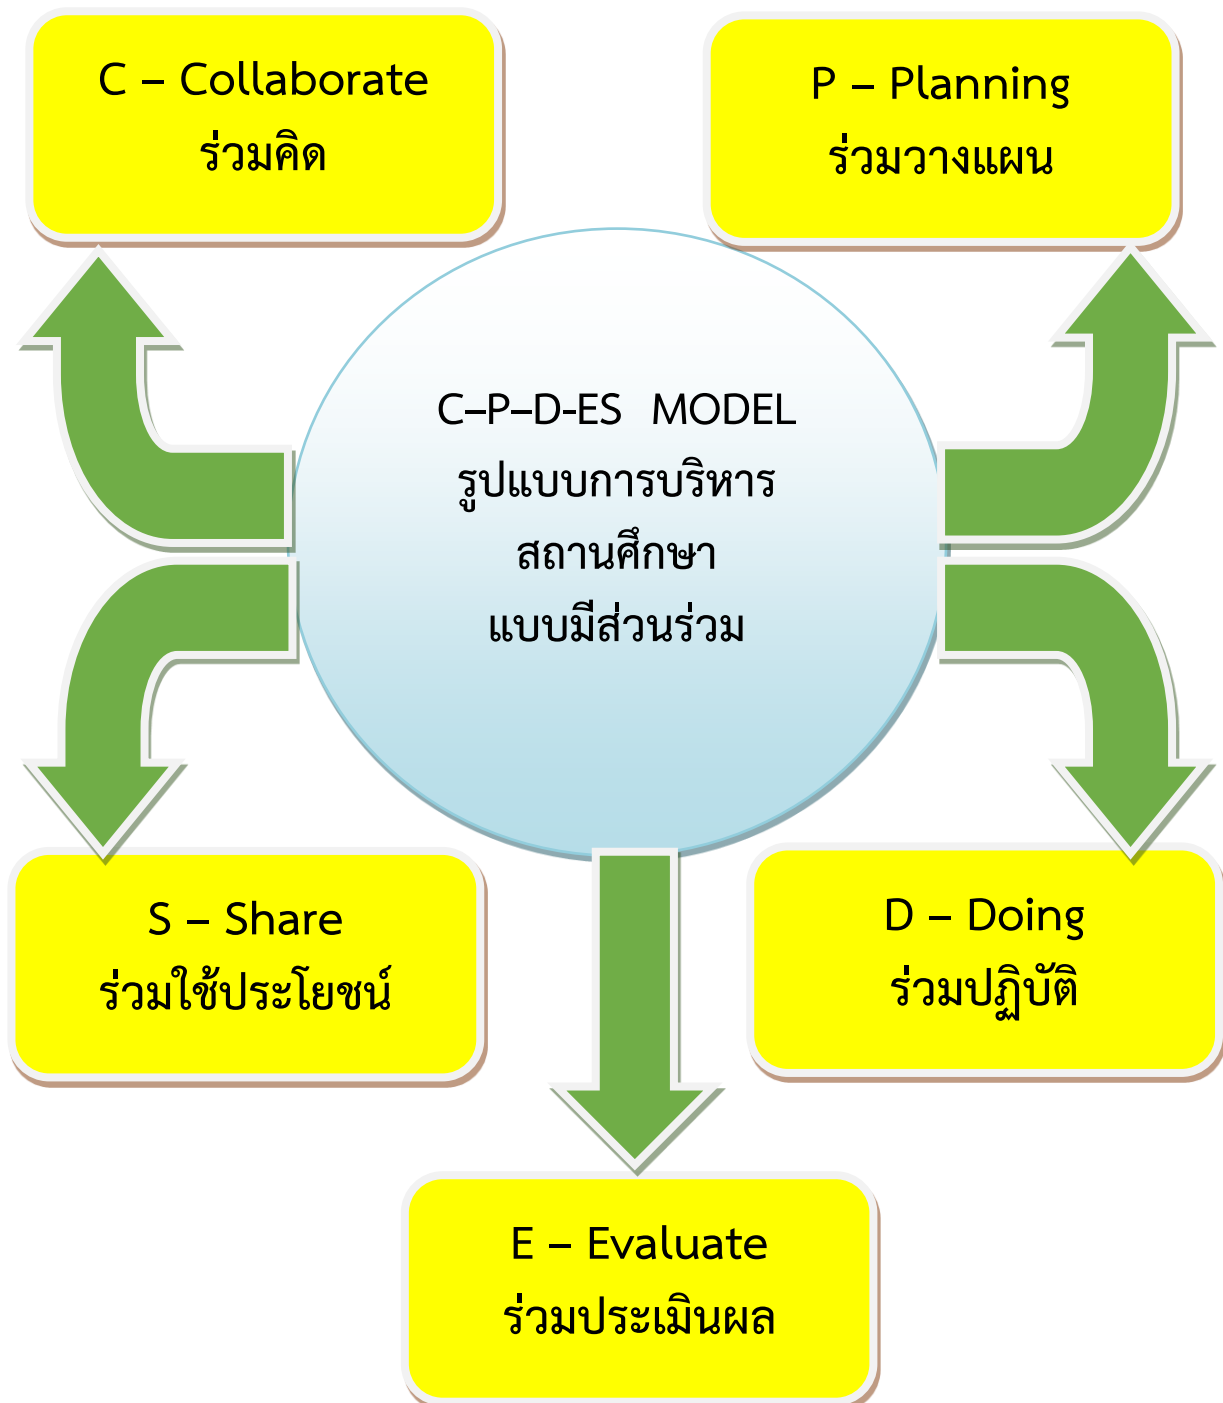 C – Collaborate
ร่วมคิด
P – Planning
ร่วมวางแผน
C–P–D-ES MODEL
รูปแบบการบริหาร
สถานศึกษา
แบบมีส่วนร่วม
S – Share
ร่วมใช้ประโยชน์
D – Doing
ร่วมปฏิบัติ
E – Evaluate
ร่วมประเมินผล